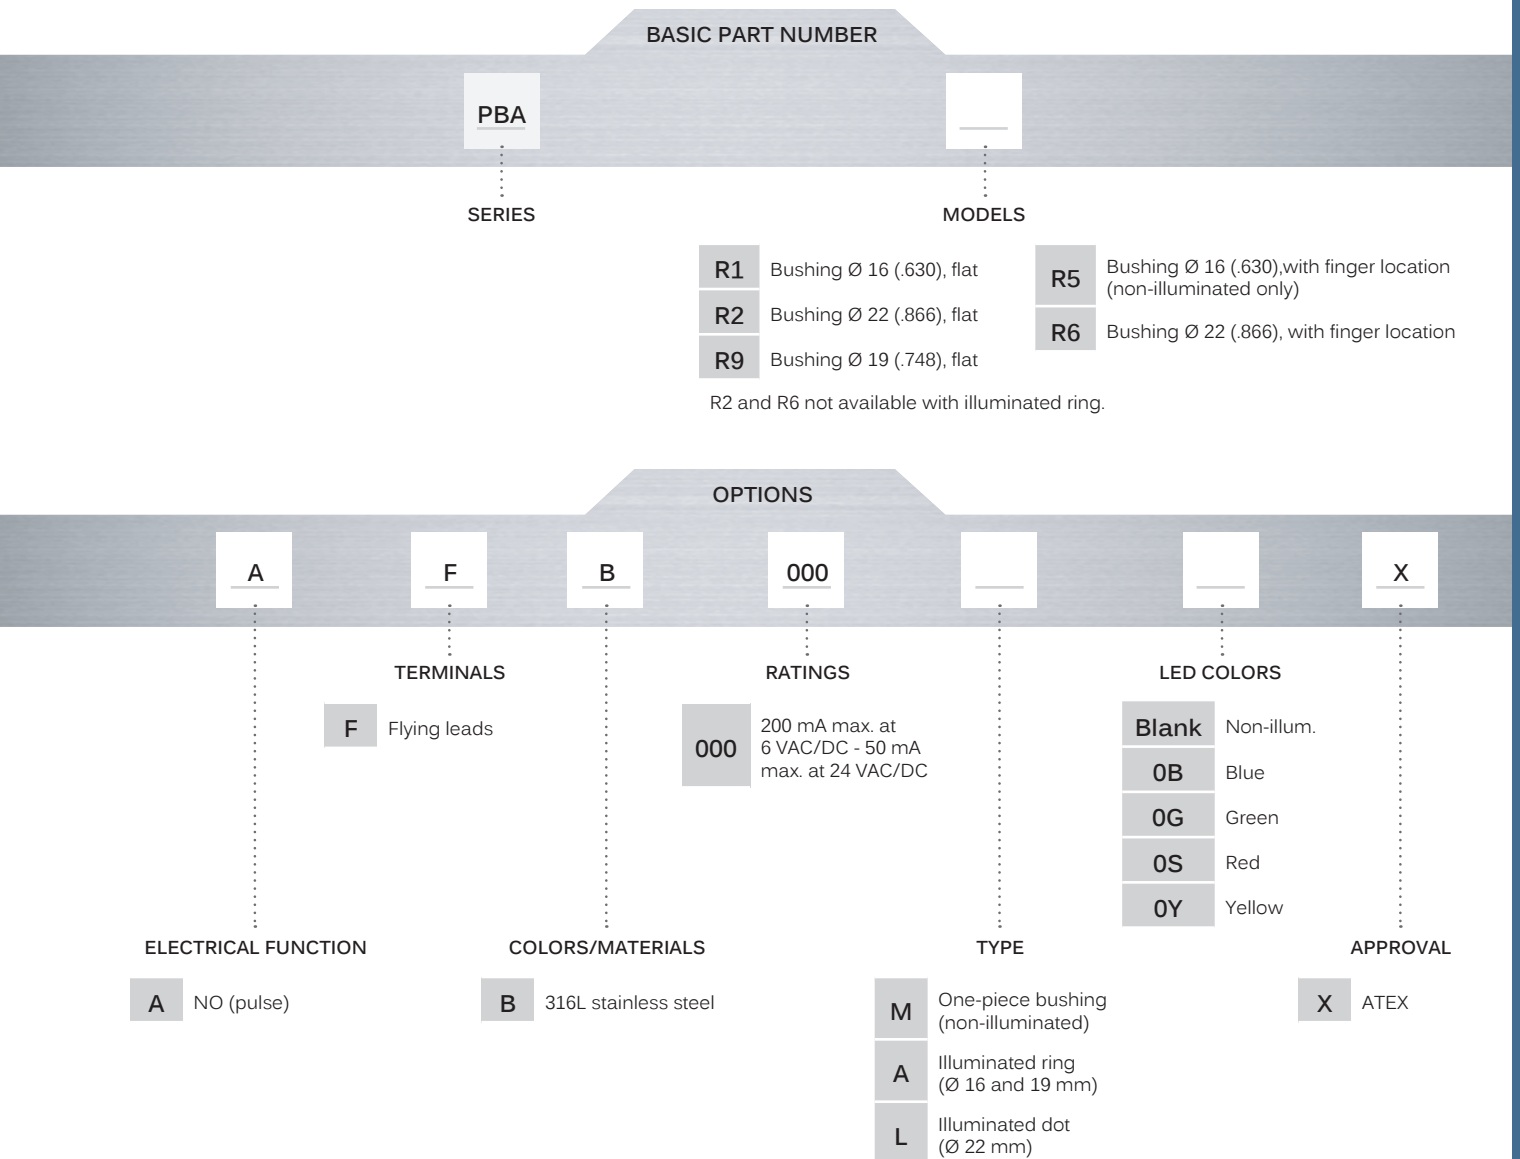 BASIC PART NUMBER
PBA
SERIES
MODELS
R1 Bushing Ø 16 (.630), flat
R2 Bushing Ø 22 (.866), flat
R9 Bushing Ø 19 (.748), flat
R5 Bushing Ø 16 (.630),with finger location
(non-illuminated only)
R6 Bushing Ø 22 (.866), with finger location
R2 and R6 not available with illuminated ring.
OPTIONS
A F B 000 X
TERMINALS
F Flying leads
RATINGS
000 200 mA max. at
6 VAC/DC - 50 mA
max. at 24 VAC/DC
LED COLORS
Blank Non-illum.
0B Blue
0G Green
0S Red
0Y Yellow
ELECTRICAL FUNCTION
A NO (pulse)
COLORS/MATERIALS
B 316L stainless steel
TYPE
M One-piece bushing
(non-illuminated)
A Illuminated ring
(Ø 16 and 19 mm)
L Illuminated dot
(Ø 22 mm)
APPROVAL
X ATEX